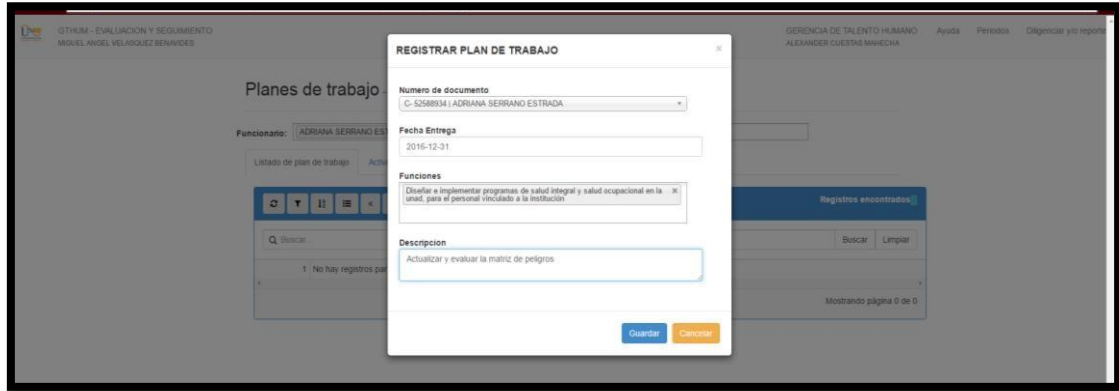 GTHUM - EVALUACION Y SEGUIMIENTO
MIGUEL ANGEL VELASQUEZ BENAVIDES
GERENCIA DE TALENTO HUMANO
ALEXANDER CUESTAS MAHECHA
Ayuda Periodos Diligenciar y/o reporte
REGISTRAR PLAN DE TRABAJO ×
Planes de trabajo -
Numero de documento
C- 52588934 | ADRIANA SERRANO ESTRADA
Funcionario: ADRIANA SERRANO EST
Fecha Entrega
2016-12-31
Listado de plan de trabajo Activ
Funciones
Diseñar e implementar programas de salud integral y salud ocupacional en la ×
unad, para el personal vinculado a la institución
Registros encontrados
Buscar...
Buscar Limpiar
Descripcion
Actualizar y evaluar la matriz de peligros
1 No hay registros par
Mostrando página 0 de 0
Guardar Cancelar